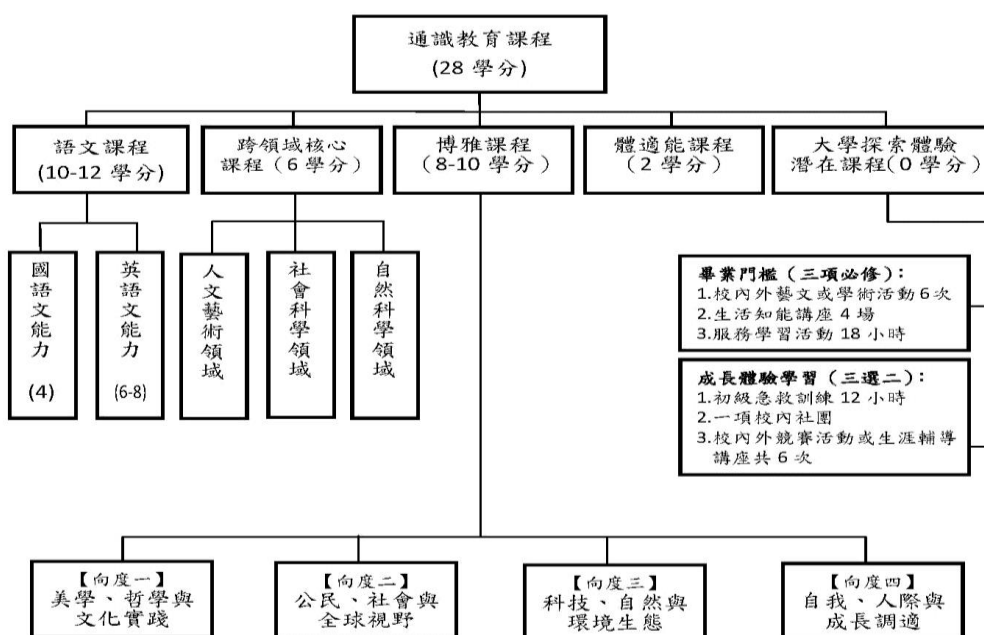 通識教育課程
(28 學分)
語文課程
(10-12 學分)
跨領域核心
課程（6 學分）
博雅課程
(8-10 學分)
體適能課程
（2 學分）
大學探索體驗
潛在課程(0 學分)
國語文能力
(4)
英語文能力
(6-8)
人文藝術領域
社會科學領域
自然科學領域
畢業門檻（三項必修）：
1.校內外藝文或學術活動 6 次
2.生活知能講座 4 場
3.服務學習活動 18 小時
成長體驗學習（三選二）：
1.初級急救訓練 12 小時
2.一項校內社團
3.校內外競賽活動或生涯輔導
講座共 6 次
【向度一】
美學、哲學與
文化實踐
【向度二】
公民、社會與
全球視野
【向度三】
科技、自然與
環境生態
【向度四】
自我、人際與
成長調適